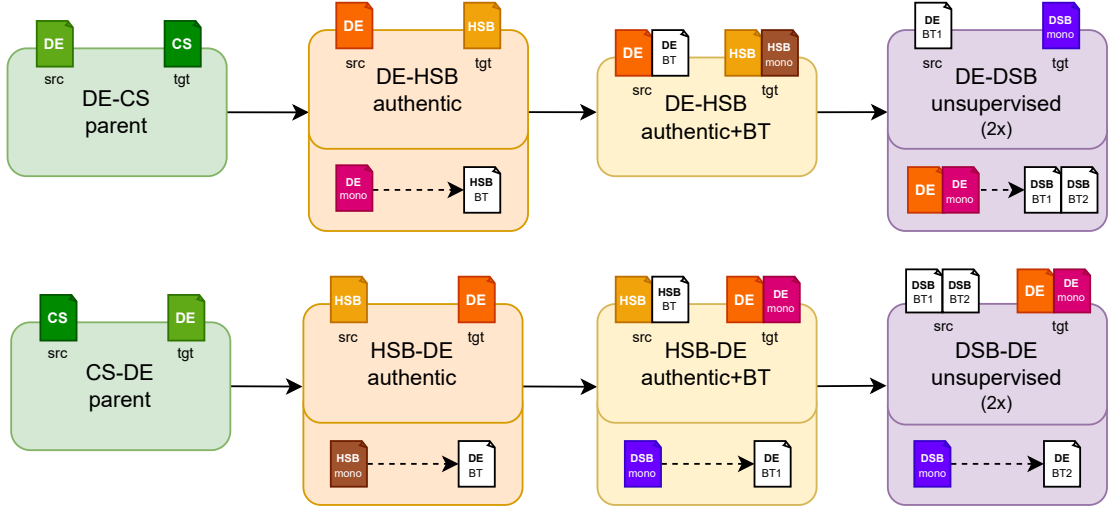 DE
src
CS
tgt
DE-CS
parent
DE
src
HSB
tgt
DE-HSB
authentic
DE
mono
HSB
BT
DE
DE
BT
src
HSB
HSB
mono
tgt
DE-HSB
authentic+BT
DE
BT1
src
DSB
mono
tgt
DE-DSB
unsupervised
(2x)
DE
DE
mono
DSB
BT1
DSB
BT2
CS
src
DE
tgt
CS-DE
parent
HSB
src
DE
tgt
HSB-DE
authentic
HSB
mono
DE
BT
HSB
HSB
BT
src
DE
DE
mono
tgt
HSB-DE
authentic+BT
DSB
mono
DE
BT1
DSB
BT1
DSB
BT2
src
DE
DE
mono
tgt
DSB-DE
unsupervised
(2x)
DSB
mono
DE
BT2